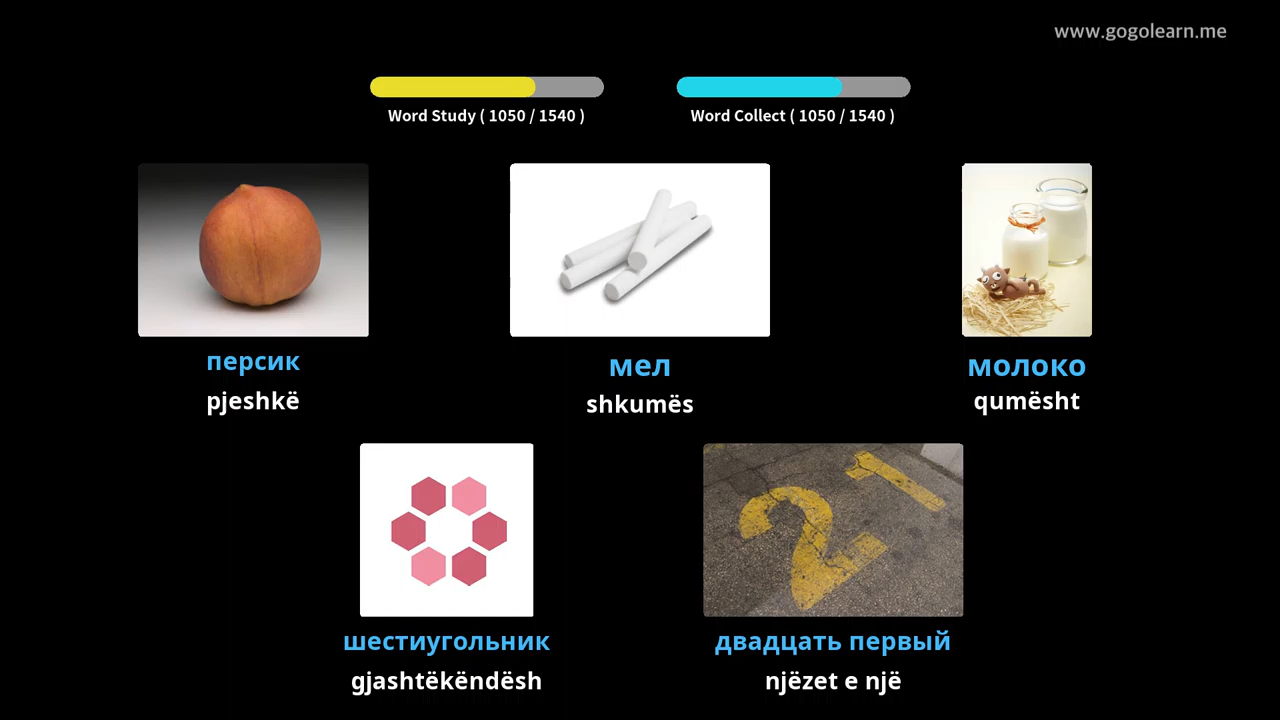 www.gogolearn.me
Word Study ( 1050 / 1540 )
Word Collect ( 1050 / 1540 )
персик
pjeshkë
мел
shkumës
молоко
qumësht
21
шестиугольник
gjashtëkëndësh
двадцать первый
njëzet e një